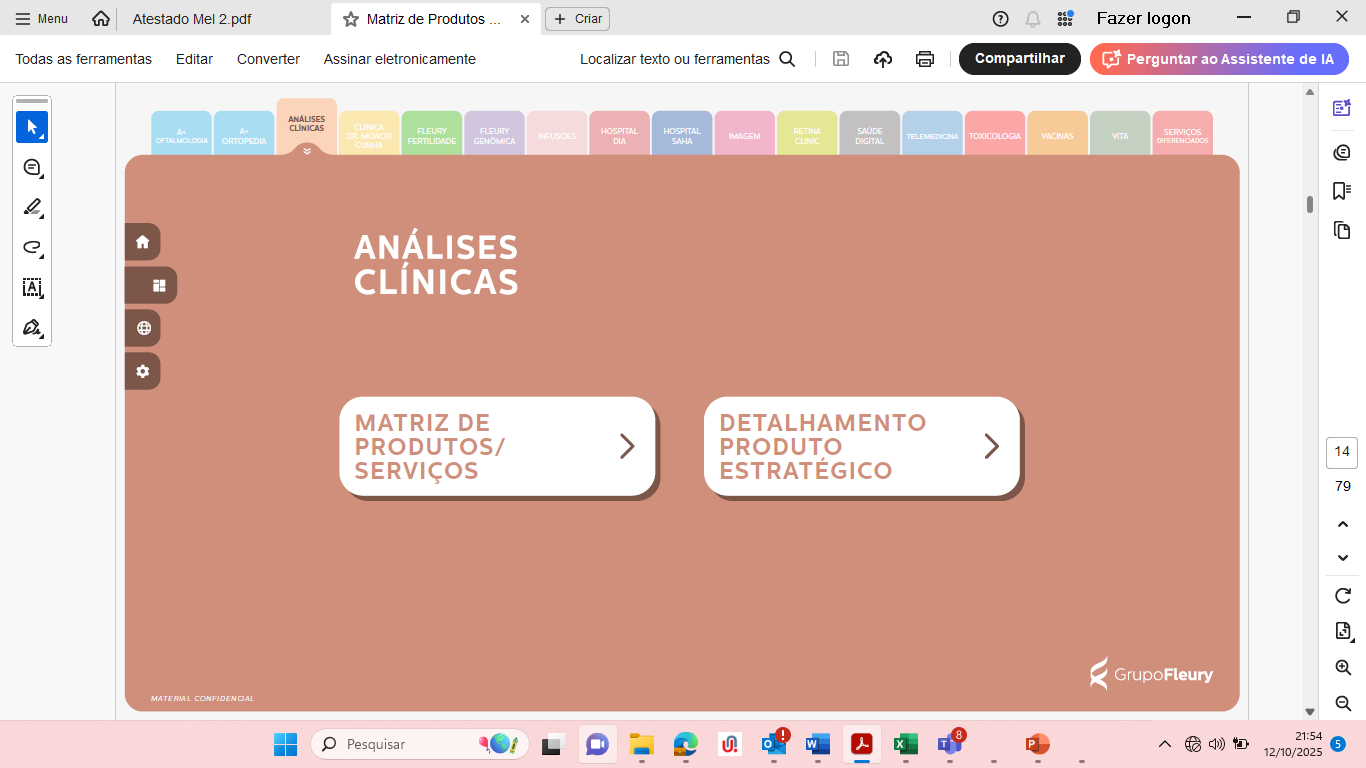 Menu
Atestado Mel 2.pdf
Matriz de Produtos ...
Criar
Fazer logon
Todas as ferramentas
Editar
Converter
Assinar eletronicamente
Localizar texto ou ferramentas
Compartilhar
Perguntar ao Assistente de IA
A+
OFTALMOLOGIA
A+
ORTOPEDIA
ANÁLISES
CLÍNICAS
CLÍNICA
DR. MOACIR
CUNHA
FLEURY
FERTILIDADE
FLEURY
GENÔMICA
INFUSÕES
HOSPITAL
DIA
HOSPITAL
SAHA
IMAGEM
RETINA
CLINIC
SAÚDE
DIGITAL
TELEMEDICINA
TOXICOLOGIA
VACINAS
VITA
SERVIÇOS
DIFERENCIADOS
ANÁLISES
CLÍNICAS
MATRIZ DE
PRODUTOS/
SERVIÇOS
DETALHAMENTO
PRODUTO
ESTRATÉGICO
14
79
GrupoFleury
MATERIAL CONFIDENCIAL
Pesquisar
8
21:54
12/10/2025
5